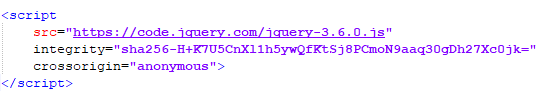 <script
src="https://code.jquery.com/jquery-3.6.0.js"
integrity="sha256-H+K7U5CnXl1h5ywQfKtSj8PCmoN9aaq30gDh27Xc0jk="
crossorigin="anonymous">
</script>